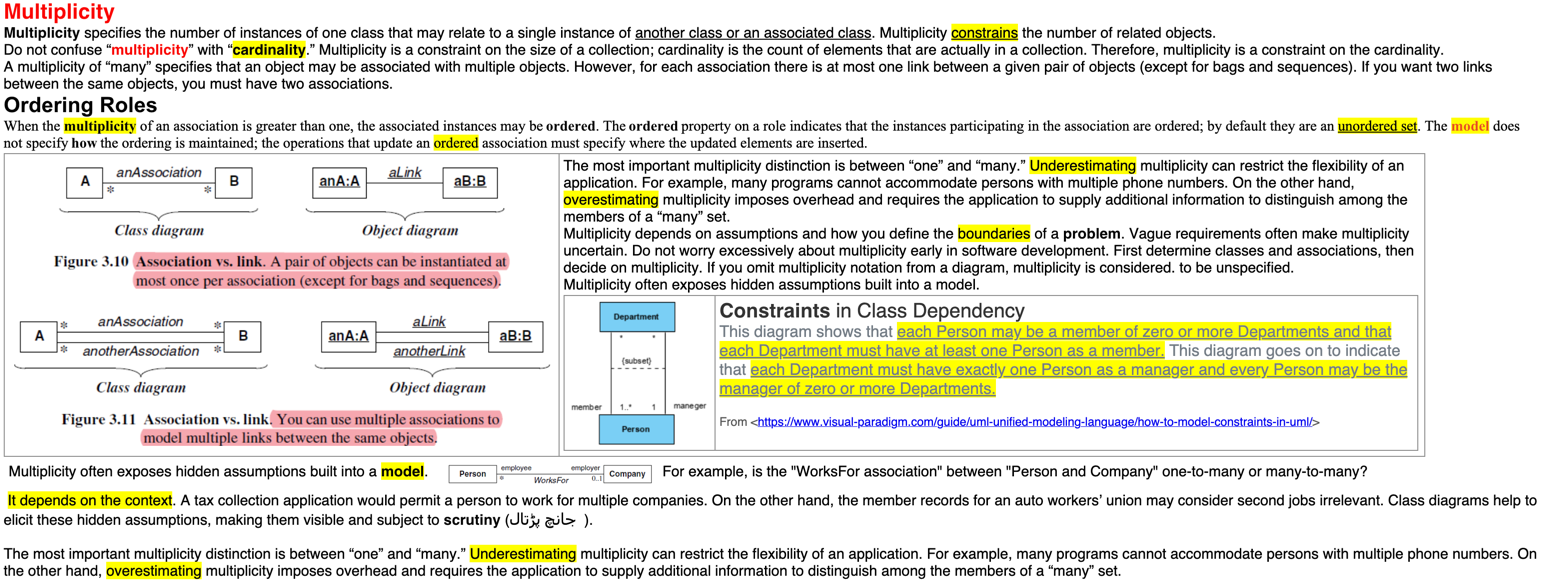 Multiplicity
Multiplicity specifies the number of instances of one class that may relate to a single instance of another class or an associated class. Multiplicity constrains the number of related objects.
Do not confuse “multiplicity” with “cardinality.” Multiplicity is a constraint on the size of a collection; cardinality is the count of elements that are actually in a collection. Therefore, multiplicity is a constraint on the cardinality.
A multiplicity of “many” specifies that an object may be associated with multiple objects. However, for each association there is at most one link between a given pair of objects (except for bags and sequences). If you want two links
between the same objects, you must have two associations.
Ordering Roles
When the multiplicity of an association is greater than one, the associated instances may be ordered. The ordered property on a role indicates that the instances participating in the association are ordered; by default they are an unordered set. The model does
not specify how the ordering is maintained; the operations that update an ordered association must specify where the updated elements are inserted.
A anAssociation B
* *
Class diagram
anA:A aLink aB:B
Object diagram
Figure 3.10 Association vs. link. A pair of objects can be instantiated at
most once per association (except for bags and sequences).
A * anAssociation * B
* anotherAssociation *
Class diagram
anA:A aLink aB:B
anotherLink
Object diagram
Figure 3.11 Association vs. link. You can use multiple associations to
model multiple links between the same objects.
The most important multiplicity distinction is between “one” and “many.” Underestimating multiplicity can restrict the flexibility of an
application. For example, many programs cannot accommodate persons with multiple phone numbers. On the other hand,
overestimating multiplicity imposes overhead and requires the application to supply additional information to distinguish among the
members of a “many” set.
Multiplicity depends on assumptions and how you define the boundaries of a problem. Vague requirements often make multiplicity
uncertain. Do not worry excessively about multiplicity early in software development. First determine classes and associations, then
decide on multiplicity. If you omit multiplicity notation from a diagram, multiplicity is considered. to be unspecified.
Multiplicity often exposes hidden assumptions built into a model.
Department
* *
{subset}
member 1..* 1 maneger
Person
Constraints in Class Dependency
This diagram shows that each Person may be a member of zero or more Departments and that
each Department must have at least one Person as a member. This diagram goes on to indicate
that each Department must have exactly one Person as a manager and every Person may be the
manager of zero or more Departments.
From <https://www.visual-paradigm.com/guide/uml-unified-modeling-language/how-to-model-constraints-in-uml/>
Multiplicity often exposes hidden assumptions built into a model.
Person employee employer Company
* WorksFor 0..1
For example, is the "WorksFor association" between "Person and Company" one-to-many or many-to-many?
It depends on the context. A tax collection application would permit a person to work for multiple companies. On the other hand, the member records for an auto workers’ union may consider second jobs irrelevant. Class diagrams help to
elicit these hidden assumptions, making them visible and subject to scrutiny (جانچ پڑتال ).
The most important multiplicity distinction is between “one” and “many.” Underestimating multiplicity can restrict the flexibility of an application. For example, many programs cannot accommodate persons with multiple phone numbers. On
the other hand, overestimating multiplicity imposes overhead and requires the application to supply additional information to distinguish among the members of a “many” set.